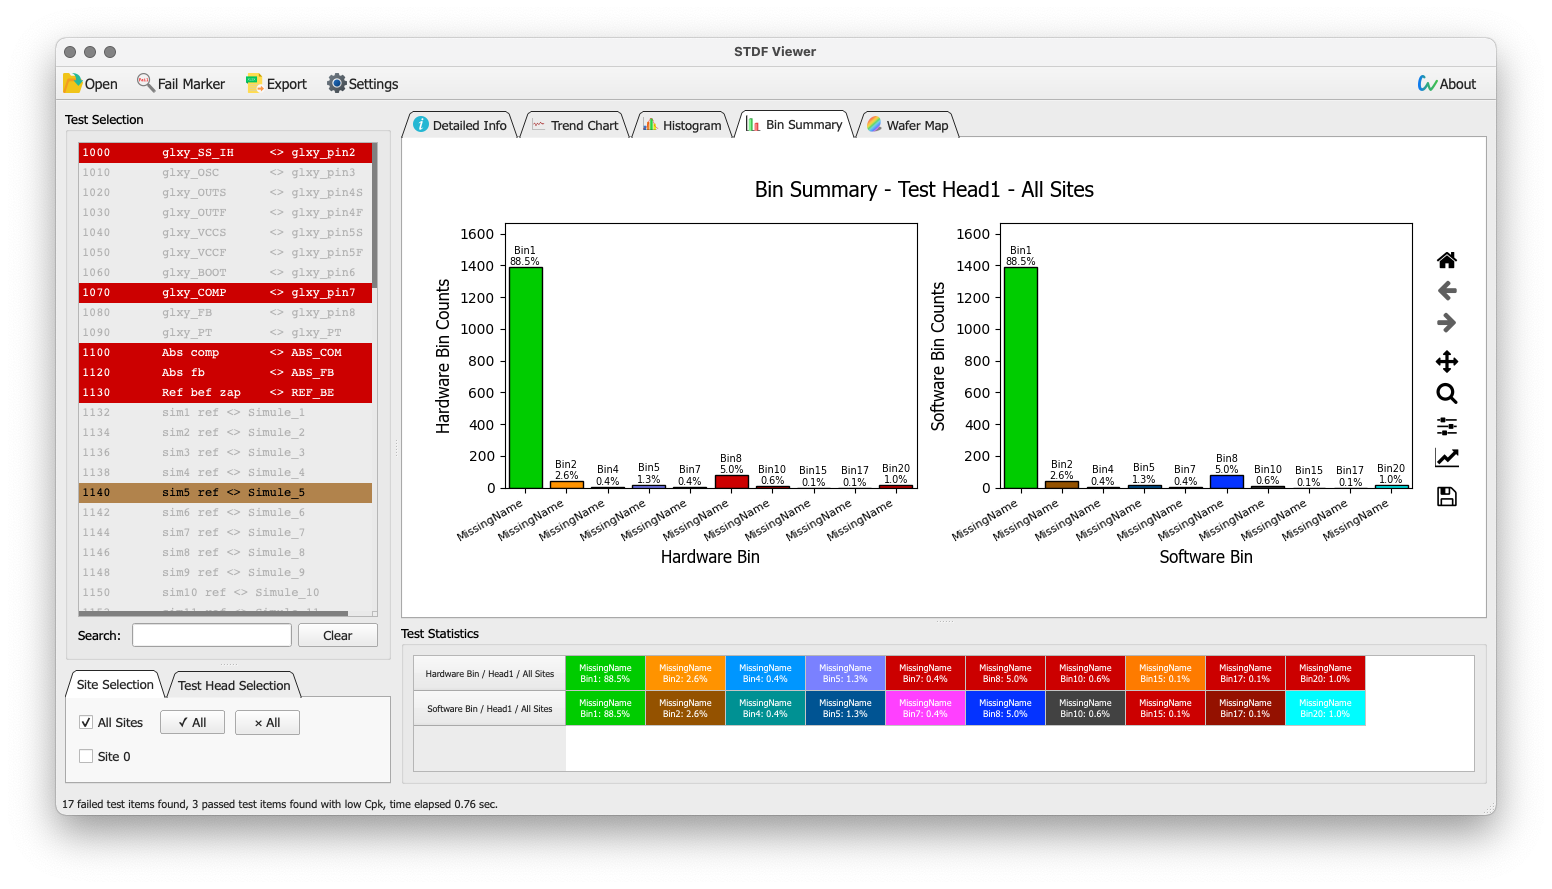 STDF Viewer
Open Fail Marker Export Settings About
Test Selection
1000 glxy_SS_IH <> glxy_pin2
1010 glxy_OSC <> glxy_pin3
1020 glxy_OUTS <> glxy_pin4S
1030 glxy_OUTF <> glxy_pin4F
1040 glxy_VCCS <> glxy_pin5S
1050 glxy_VCCF <> glxy_pin5F
1060 glxy_BOOT <> glxy_pin6
1070 glxy_COMP <> glxy_pin7
1080 glxy_FB <> glxy_pin8
1090 glxy_PT <> glxy_PT
1100 Abs comp <> ABS_COM
1120 Abs fb <> ABS_FB
1130 Ref bef zap <> REF_BE
1132 sim1 ref <> Simule_1
1134 sim2 ref <> Simule_2
1136 sim3 ref <> Simule_3
1138 sim4 ref <> Simule_4
1140 sim5 ref <> Simule_5
1142 sim6 ref <> Simule_6
1144 sim7 ref <> Simule_7
1146 sim8 ref <> Simule_8
1148 sim9 ref <> Simule_9
1150 sim10 ref <> Simule_10
Search: Clear
Site Selection Test Head Selection
All Sites ✓ All × All
Site 0
Detailed Info Trend Chart Histogram Bin Summary Wafer Map
Bin Summary - Test Head1 - All Sites
Hardware Bin Counts
1600
1400
1200
1000
800
600
400
200
0
Bin1
88.5%
Bin2
2.6%
Bin4
0.4%
Bin5
1.3%
Bin7
0.4%
Bin8
5.0%
Bin10
0.6%
Bin15
0.1%
Bin17
0.1%
Bin20
1.0%
MissingName MissingName MissingName MissingName MissingName MissingName MissingName MissingName MissingName MissingName
Hardware Bin
Software Bin Counts
1600
1400
1200
1000
800
600
400
200
0
Bin1
88.5%
Bin2
2.6%
Bin4
0.4%
Bin5
1.3%
Bin7
0.4%
Bin8
5.0%
Bin10
0.6%
Bin15
0.1%
Bin17
0.1%
Bin20
1.0%
MissingName MissingName MissingName MissingName MissingName MissingName MissingName MissingName MissingName MissingName
Software Bin
Test Statistics
Hardware Bin / Head1 / All Sites
MissingName MissingName MissingName MissingName MissingName MissingName MissingName MissingName MissingName MissingName
Bin1: 88.5% Bin2: 2.6% Bin4: 0.4% Bin5: 1.3% Bin7: 0.4% Bin8: 5.0% Bin10: 0.6% Bin15: 0.1% Bin17: 0.1% Bin20: 1.0%
Software Bin / Head1 / All Sites
MissingName MissingName MissingName MissingName MissingName MissingName MissingName MissingName MissingName MissingName
Bin1: 88.5% Bin2: 2.6% Bin4: 0.4% Bin5: 1.3% Bin7: 0.4% Bin8: 5.0% Bin10: 0.6% Bin15: 0.1% Bin17: 0.1% Bin20: 1.0%
17 failed test items found, 3 passed test items found with low Cpk, time elapsed 0.76 sec.